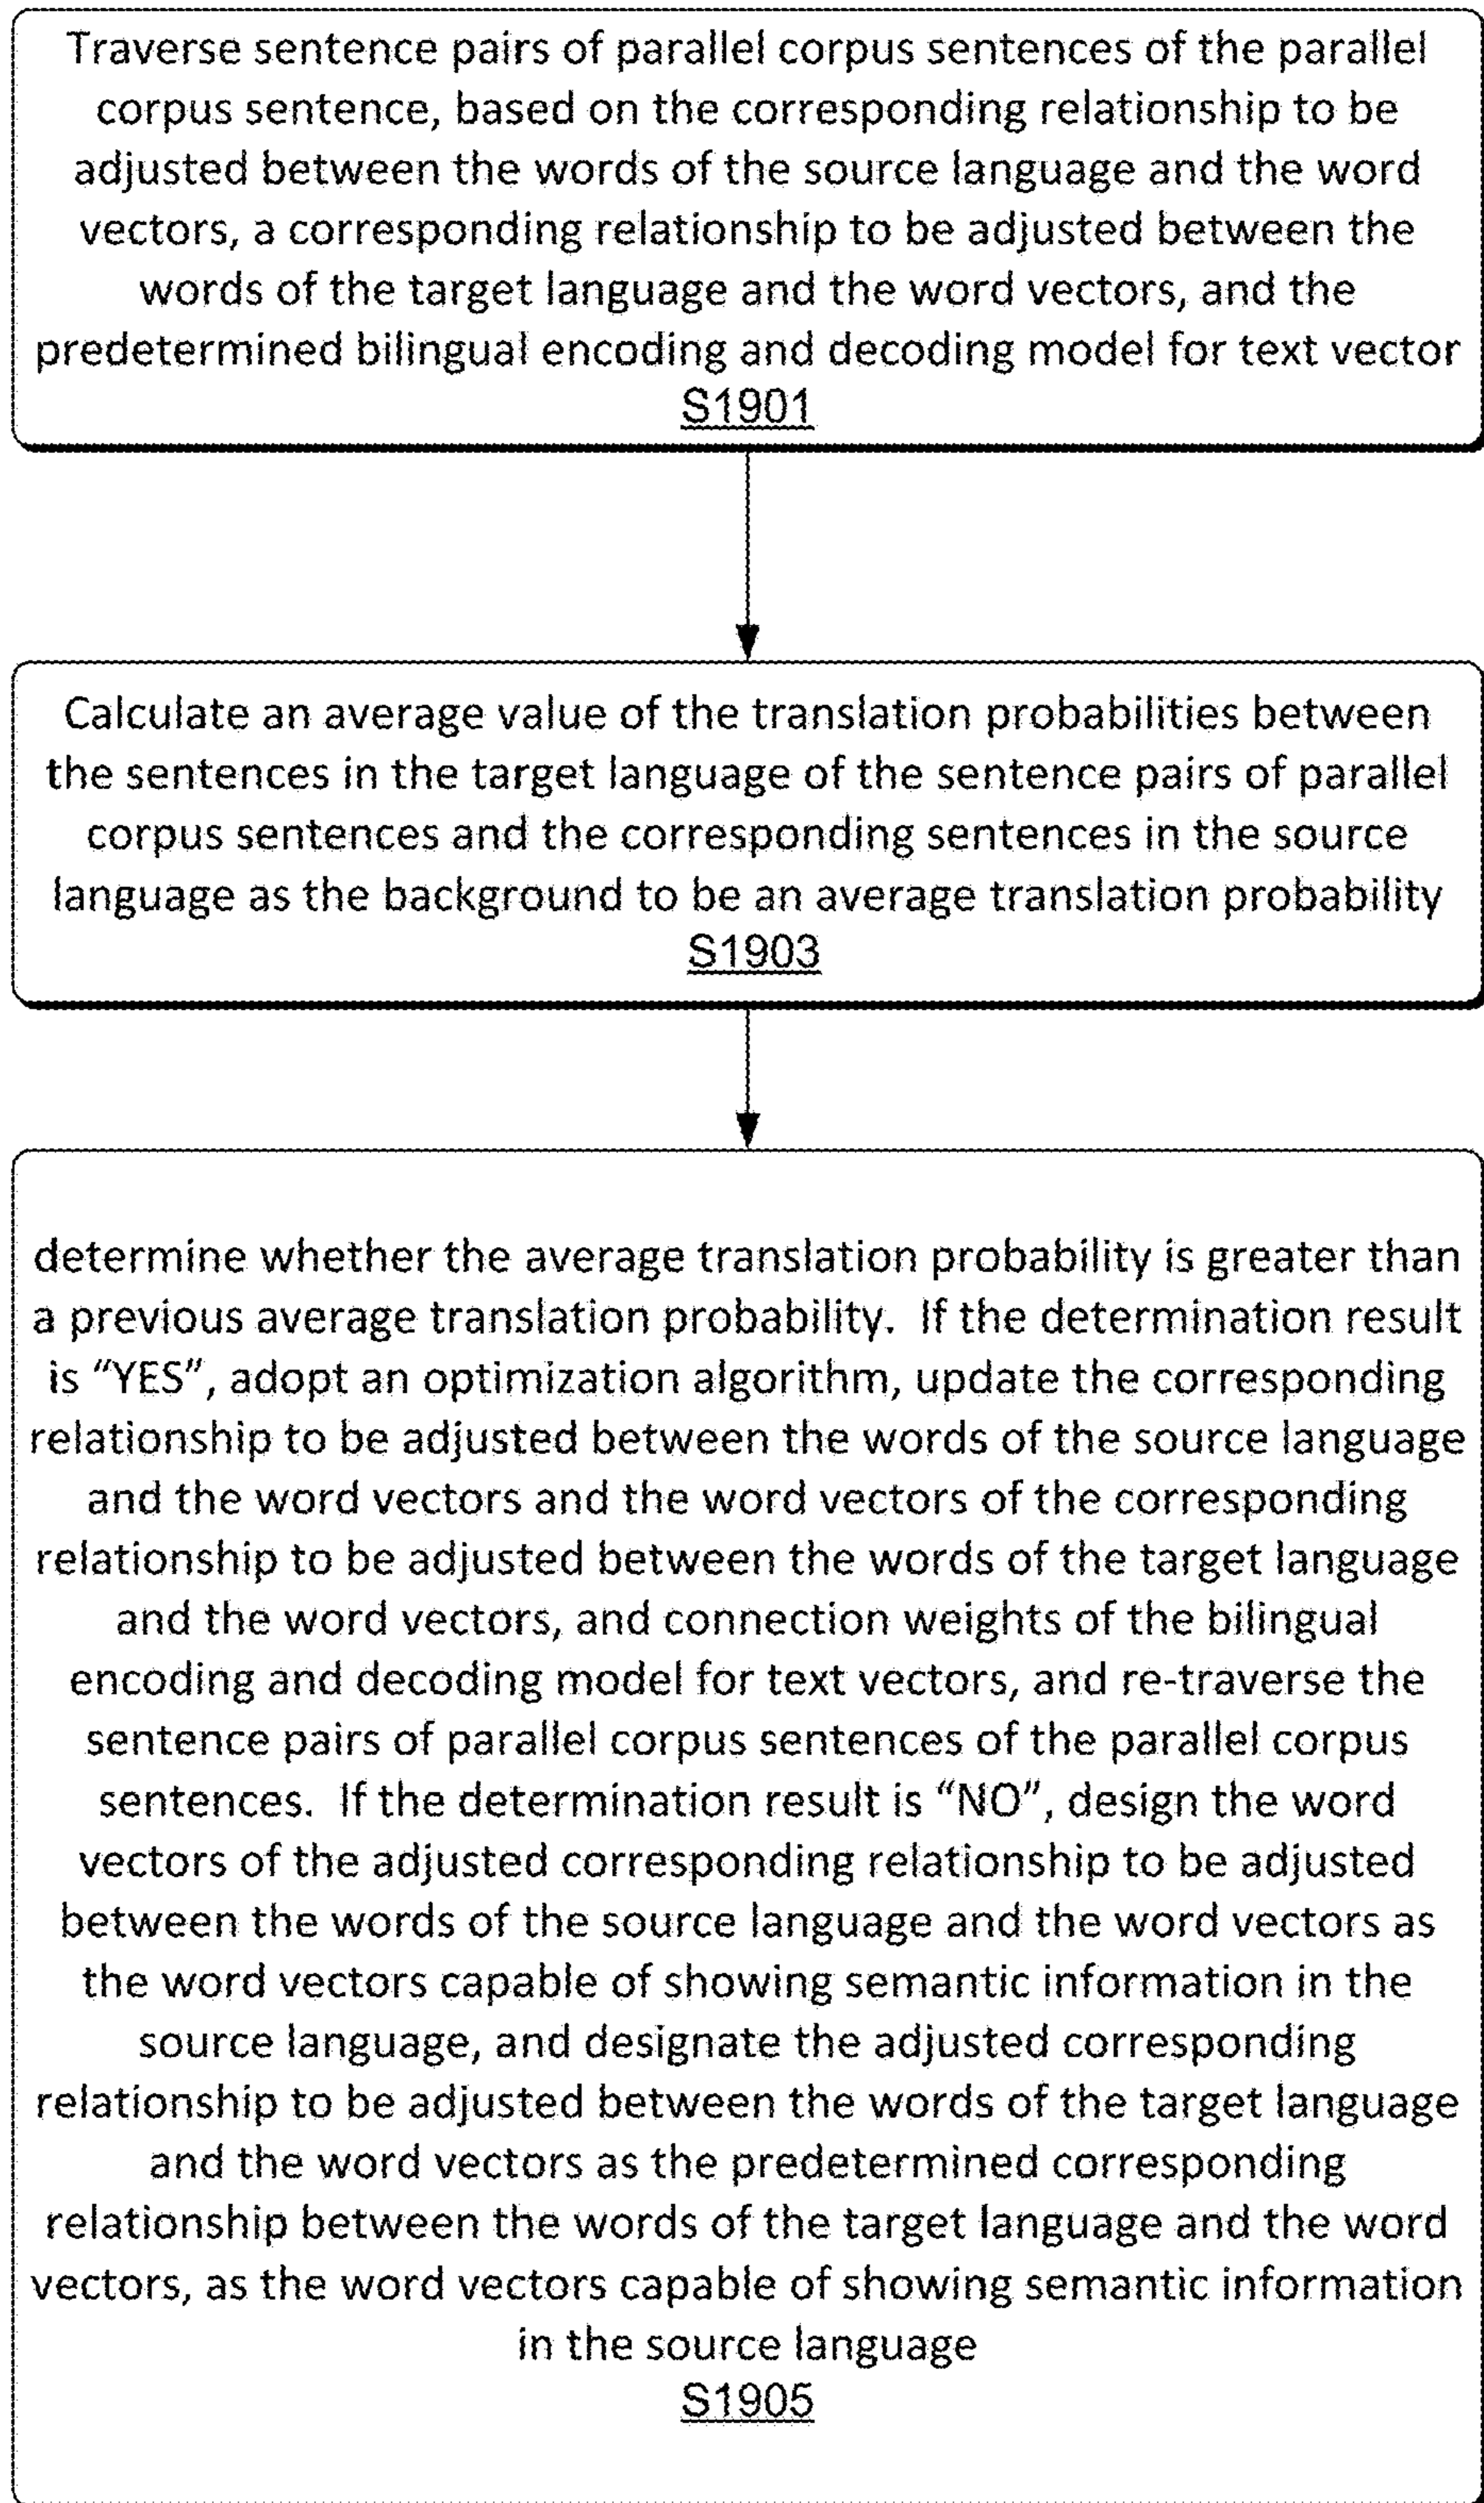 Traverse sentence pairs of parallel corpus sentences of the parallel
corpus sentence, based on the corresponding relationship to be
adjusted between the words of the source language and the word
vectors, a corresponding relationship to be adjusted between the
words of the target language and the word vectors, and the
predetermined bilingual encoding and decoding model for text vector
S1901
Calculate an average value of the translation probabilities between
the sentences in the target language of the sentence pairs of parallel
corpus sentences and the corresponding sentences in the source
language as the background to be an average translation probability
S1903
determine whether the average translation probability is greater than
a previous average translation probability. If the determination result
is “YES”, adopt an optimization algorithm, update the corresponding
relationship to be adjusted between the words of the source language
and the word vectors and the word vectors of the corresponding
relationship to be adjusted between the words of the target language
and the word vectors, and connection weights of the bilingual
encoding and decoding model for text vectors, and re-traverse the
sentence pairs of parallel corpus sentences of the parallel corpus
sentences. If the determination result is “NO”, design the word
vectors of the adjusted corresponding relationship to be adjusted
between the words of the source language and the word vectors as
the word vectors capable of showing semantic information in the
source language, and designate the adjusted corresponding
relationship to be adjusted between the words of the target language
and the word vectors as the predetermined corresponding
relationship between the words of the target language and the word
vectors, as the word vectors capable of showing semantic information
in the source language
S1905